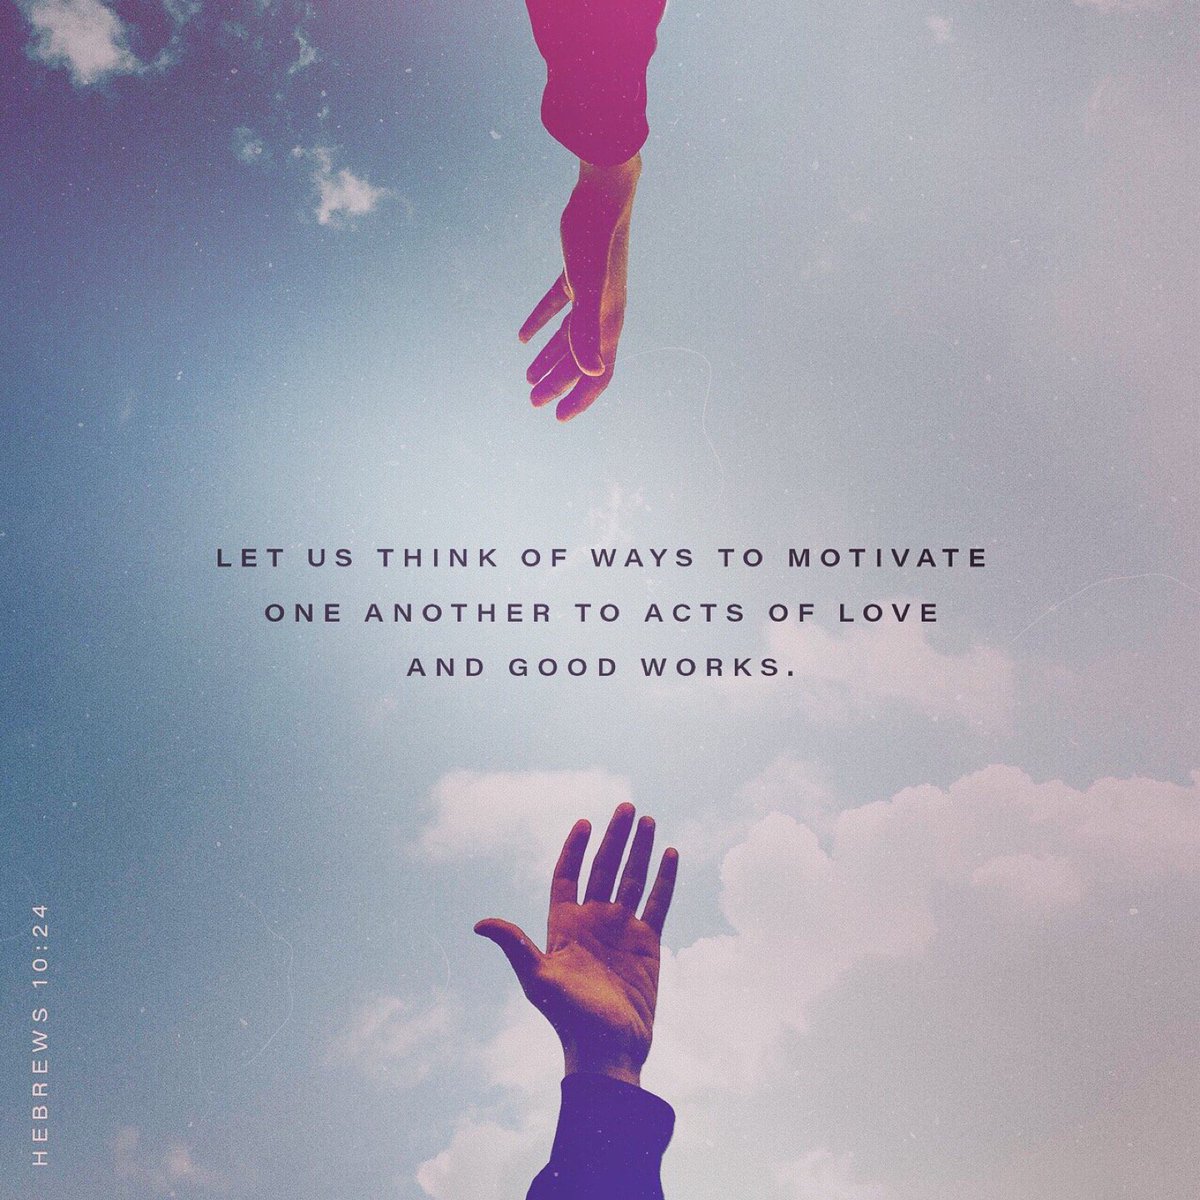 LET US THINK OF WAYS TO MOTIVATE
ONE ANOTHER TO ACTS OF LOVE
AND GOOD WORKS.
HEBREWS 10:24